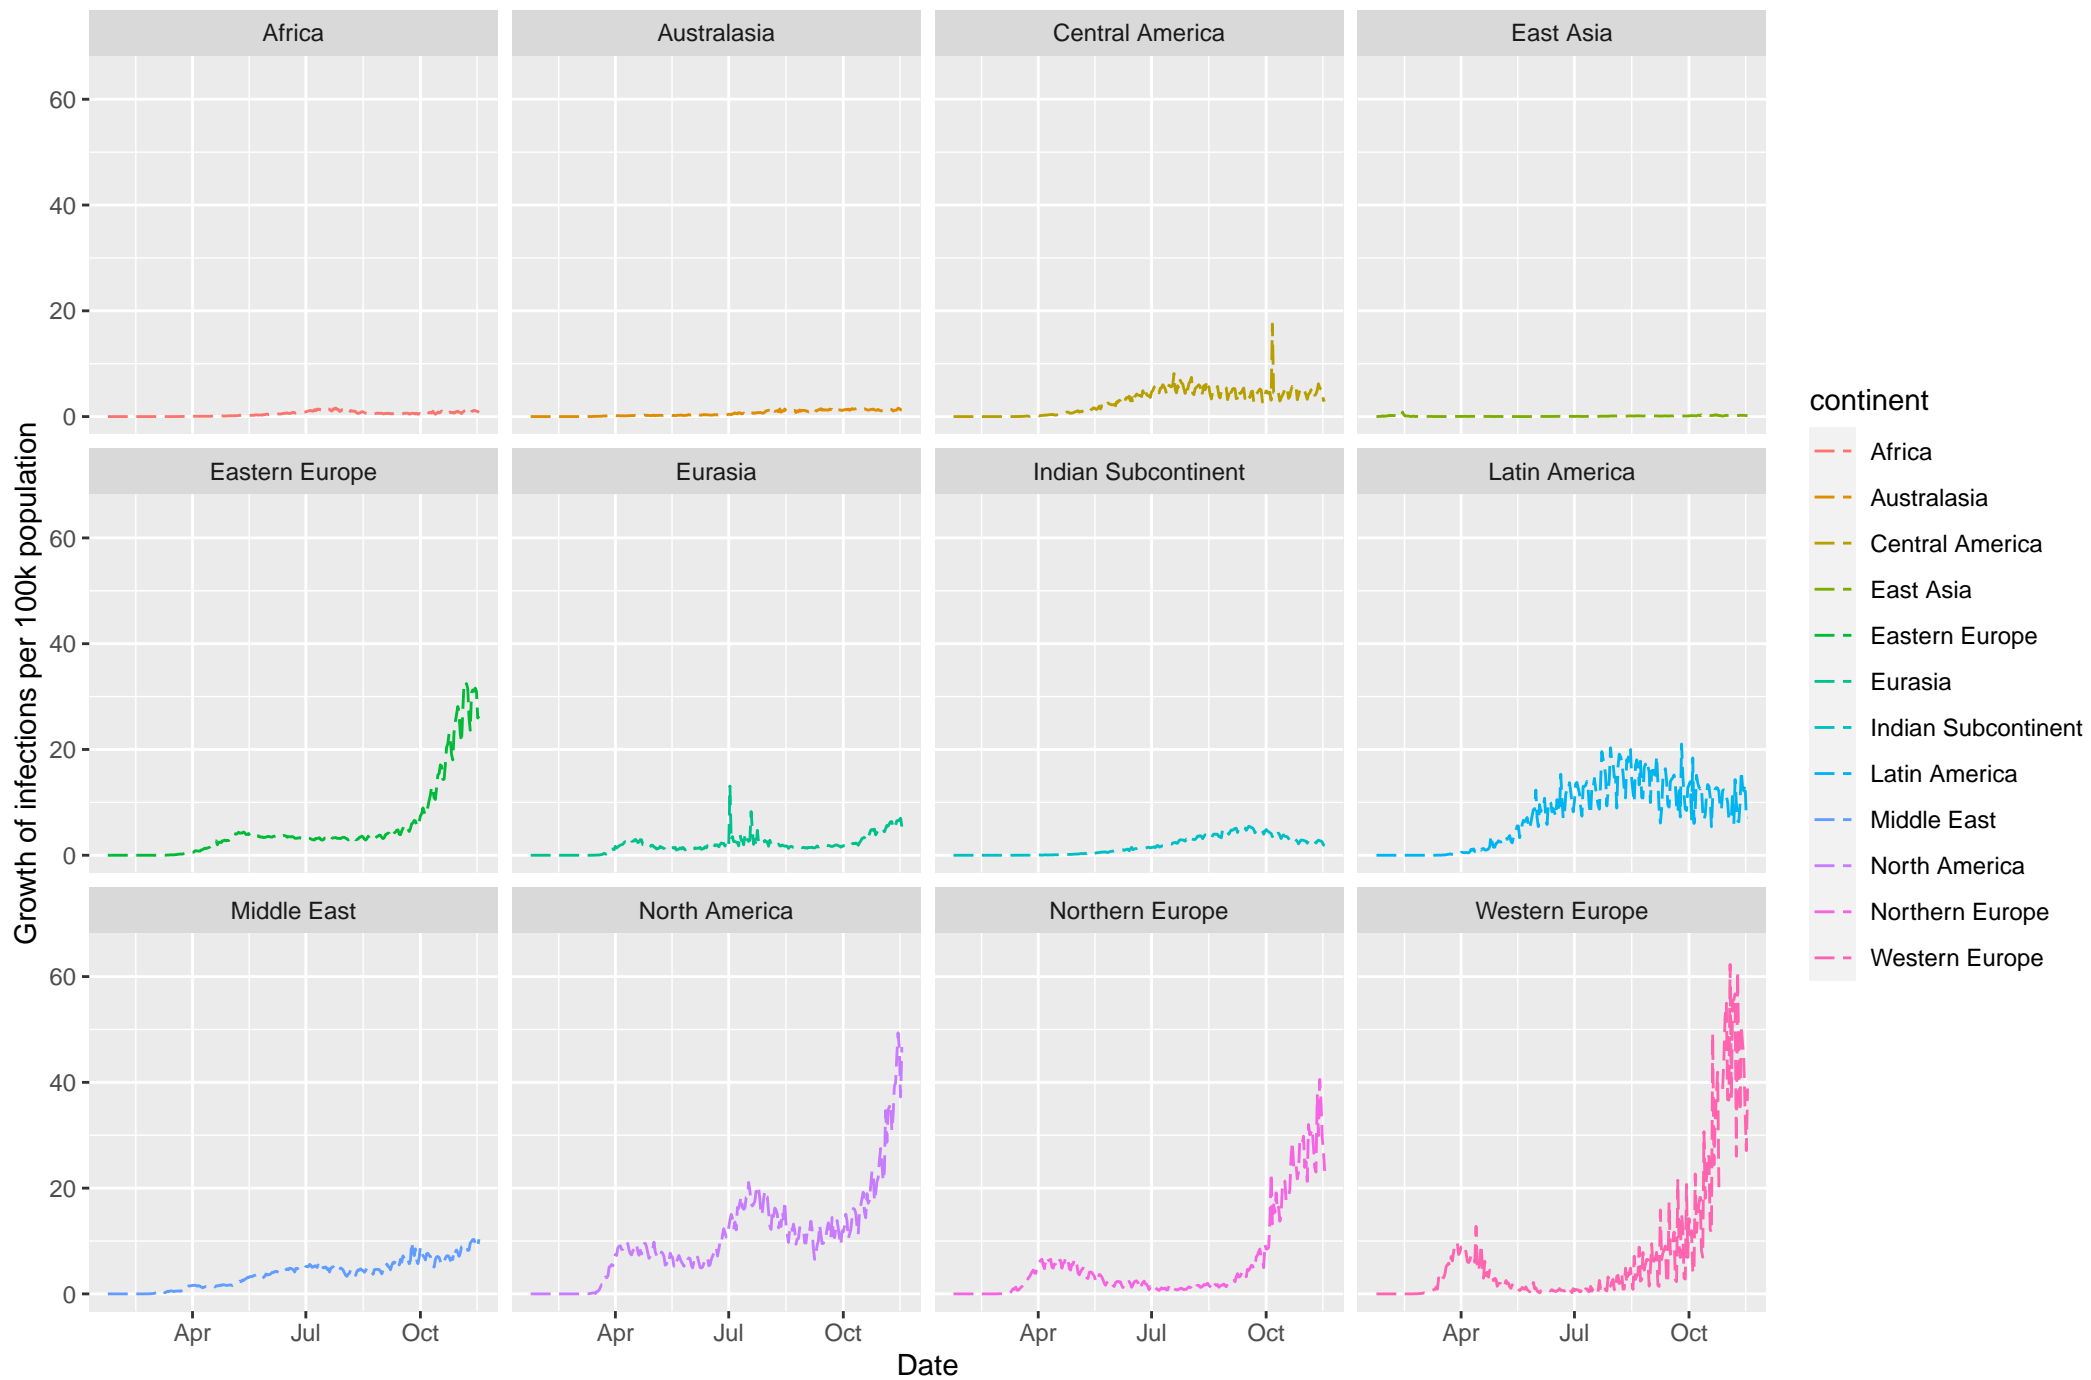 Africa
Australasia
Central America
East Asia
60
40
20
0
Eastern Europe
Eurasia
Indian Subcontinent
Latin America
60
40
20
0
Middle East
North America
Northern Europe
Western Europe
60
40
20
0
Apr Jul Oct
Apr Jul Oct
Apr Jul Oct
Apr Jul Oct
Date
Growth of infections per 100k population
continent
Africa
Australasia
Central America
East Asia
Eastern Europe
Eurasia
Indian Subcontinent
Latin America
Middle East
North America
Northern Europe
Western Europe